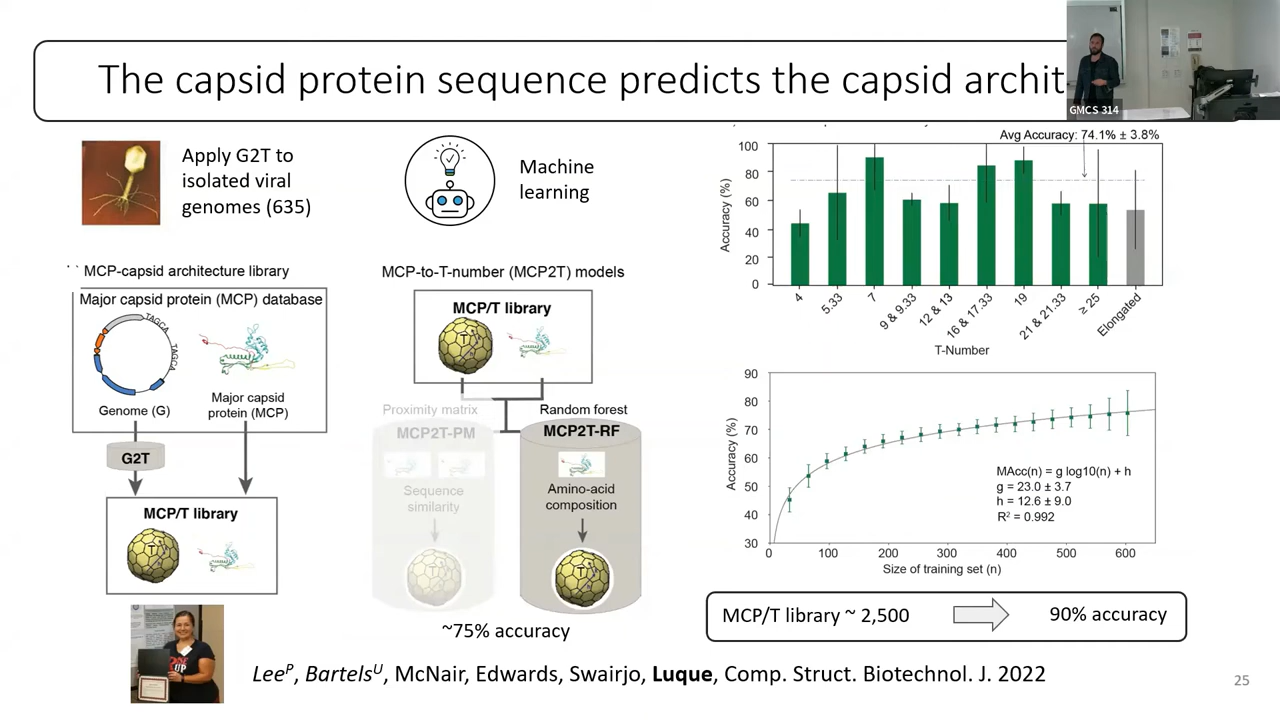 The capsid protein sequence predicts the capsid archit
GMCS 314
Apply G2T to
isolated viral
genomes (635)
Machine
learning
MCP-capsid architecture library
Major capsid protein (MCP) database
TAGCA
TAGCA
Genome (G)
Major capsid
protein (MCP)
G2T
MCP/T library
T
MCP-to-T-number (MCP2T) models
MCP/T library
T
Proximity matrix
MCP2T-PM
Sequence
similarity
T
Random forest
MCP2T-RF
Amino-acid
composition
T
~75% accuracy
Avg Accuracy: 74.1% ± 3.8%
Accuracy (%)
100
80
60
40
20
0
4
5.33
7
9 & 9.33
12 & 13
16 & 17.33
19
21 & 21.33
≥ 25
Elongated
T-Number
Accuracy (%)
90
80
70
60
50
40
30
MAcc(n) = g log10(n) + h
g = 23.0 ± 3.7
h = 12.6 ± 9.0
R² = 0.992
0 100 200 300 400 500 600
Size of training set (n)
MCP/T library ~ 2,500 90% accuracy
Leeᴾ, Bartelsᵁ, McNair, Edwards, Swairjo, Luque, Comp. Struct. Biotechnol. J. 2022
25